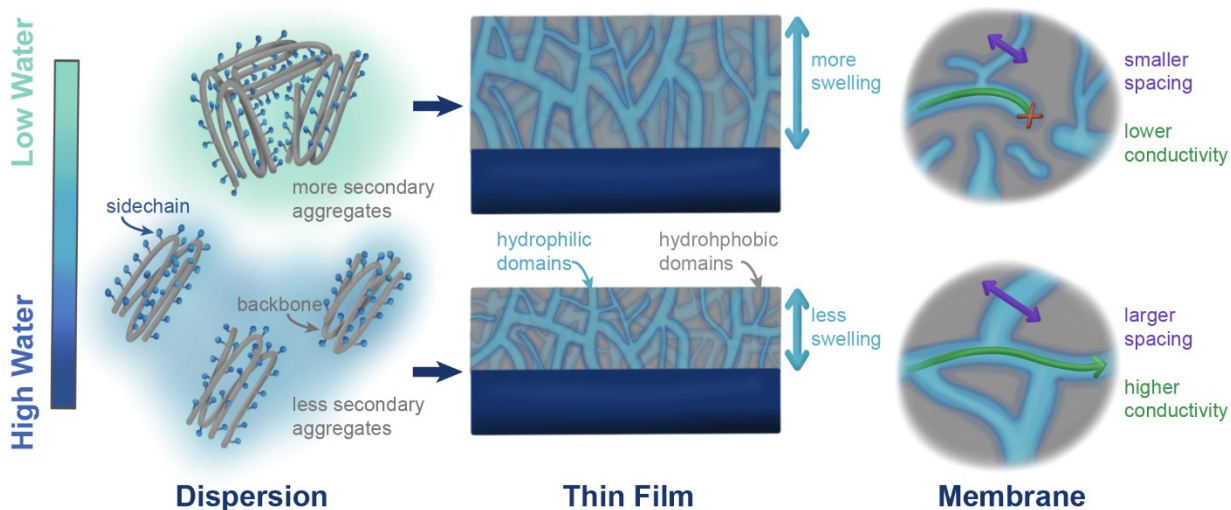 Low Water
High Water
more secondary
aggregates
sidechain
backbone
less secondary
aggregates
Dispersion
more
swelling
hydrophilic
domains
hydrohphobic
domains
less
swelling
Thin Film
smaller
spacing
lower
conductivity
larger
spacing
higher
conductivity
Membrane